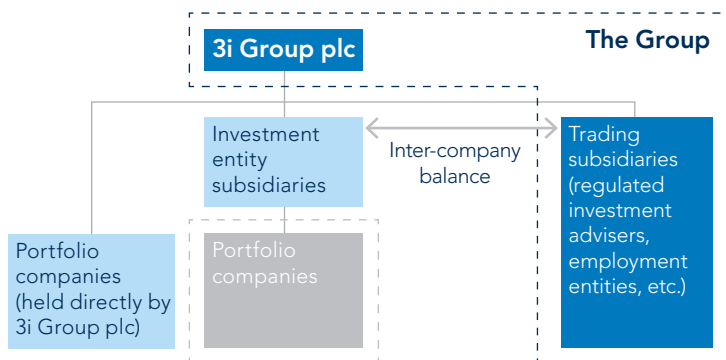 3i Group plc
The Group
Investment
entity
subsidiaries
Inter-company
balance
Trading
subsidiaries
(regulated
investment
advisers,
employment
entities, etc.)
Portfolio
companies
(held directly by
3i Group plc)
Portfolio
companies